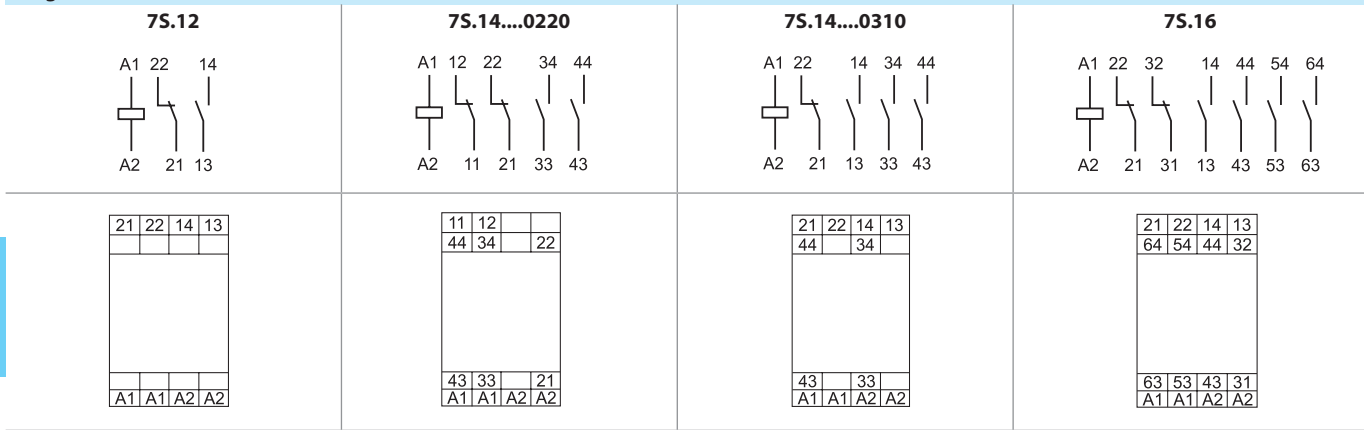 7S.12
7S.14....0220
7S.14....0310
7S.16
A1 22 14
A2 21 13
A1 12 22 34 44
A2 11 21 33 43
A1 22 14 34 44
A2 21 13 33 43
A1 22 32 14 44 54 64
A2 21 31 13 43 53 63
21 22 14 13
A1 A1 A2 A2
11 12
44 34 22
43 33 21
A1 A1 A2 A2
21 22 14 13
44 34
43 33
A1 A1 A2 A2
21 22 14 13
64 54 44 32
63 53 43 31
A1 A1 A2 A2